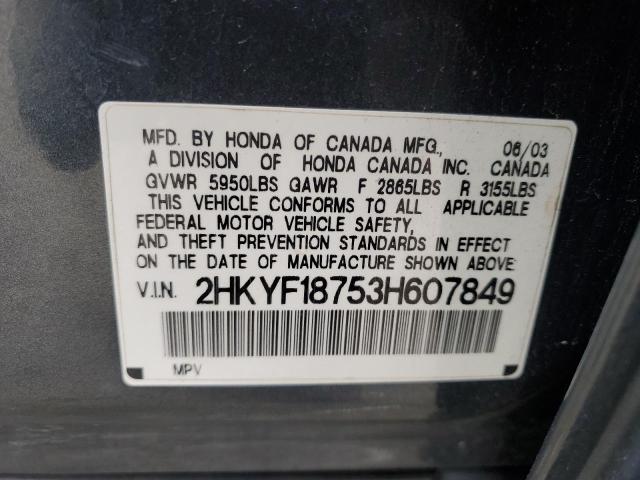 MFD. BY HONDA OF CANADA MFG., 06/03
A DIVISION OF HONDA CANADA INC. CANADA
GVWR 5950LBS GAWR F 2865LBS R 3155LBS
THIS VEHICLE CONFORMS TO ALL APPLICABLE
FEDERAL MOTOR VEHICLE SAFETY,
AND THEFT PREVENTION STANDARDS IN EFFECT
ON THE DATE OF MANUFACTURE SHOWN ABOVE:
V.I.N. 2HKYF18753H607849
MPV